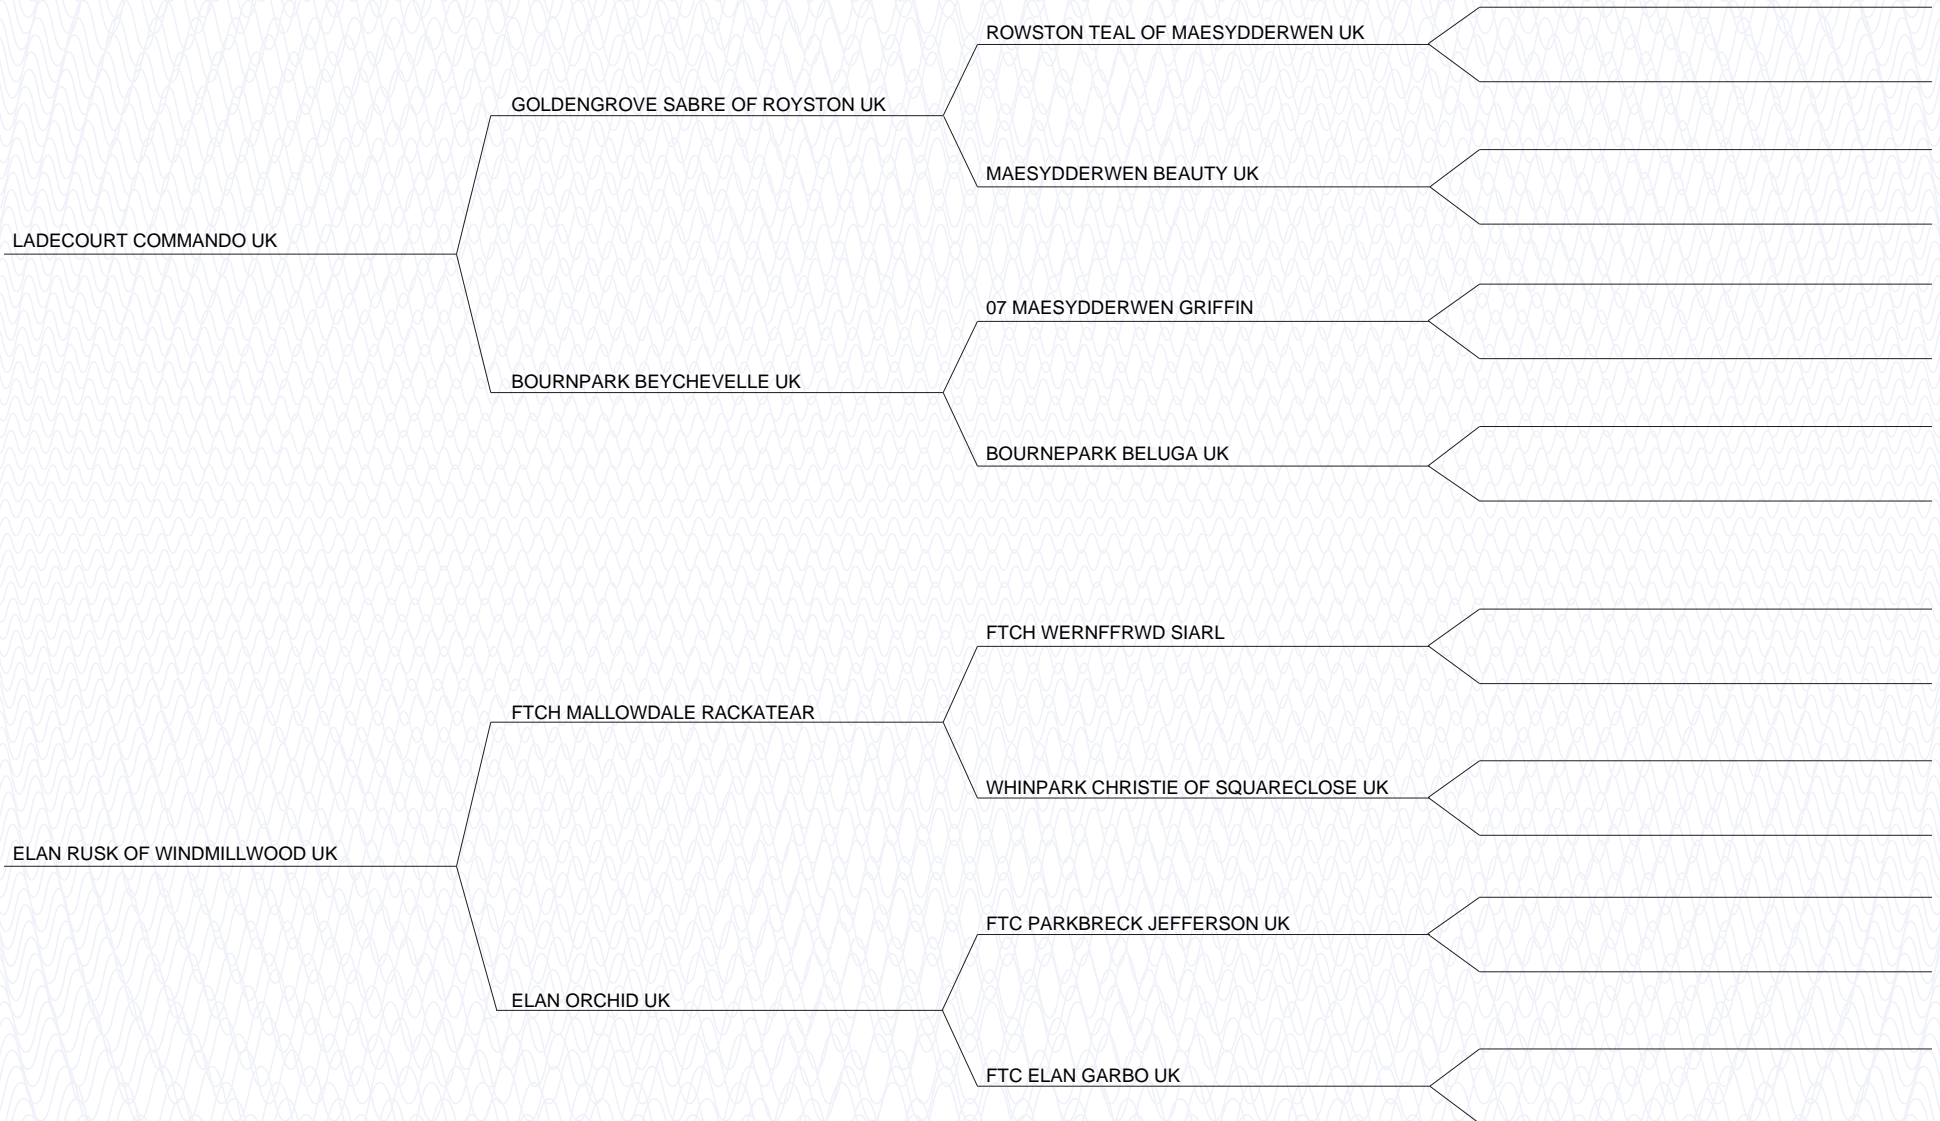 ROWSTON TEAL OF MAESYDDERWEN UK
GOLDENGROVE SABRE OF ROYSTON UK
MAESYDDERWEN BEAUTY UK
LADECOURT COMMANDO UK
07 MAESYDDERWEN GRIFFIN
BOURNPARK BEYCHEVELLE UK
BOURNEPARK BELUGA UK
FTCH WERNFFRWD SIARL
FTCH MALLOWDALE RACKATEAR
WHINPARK CHRISTIE OF SQUARECLOSE UK
ELAN RUSK OF WINDMILLWOOD UK
FTC PARKBRECK JEFFERSON UK
ELAN ORCHID UK
FTC ELAN GARBO UK